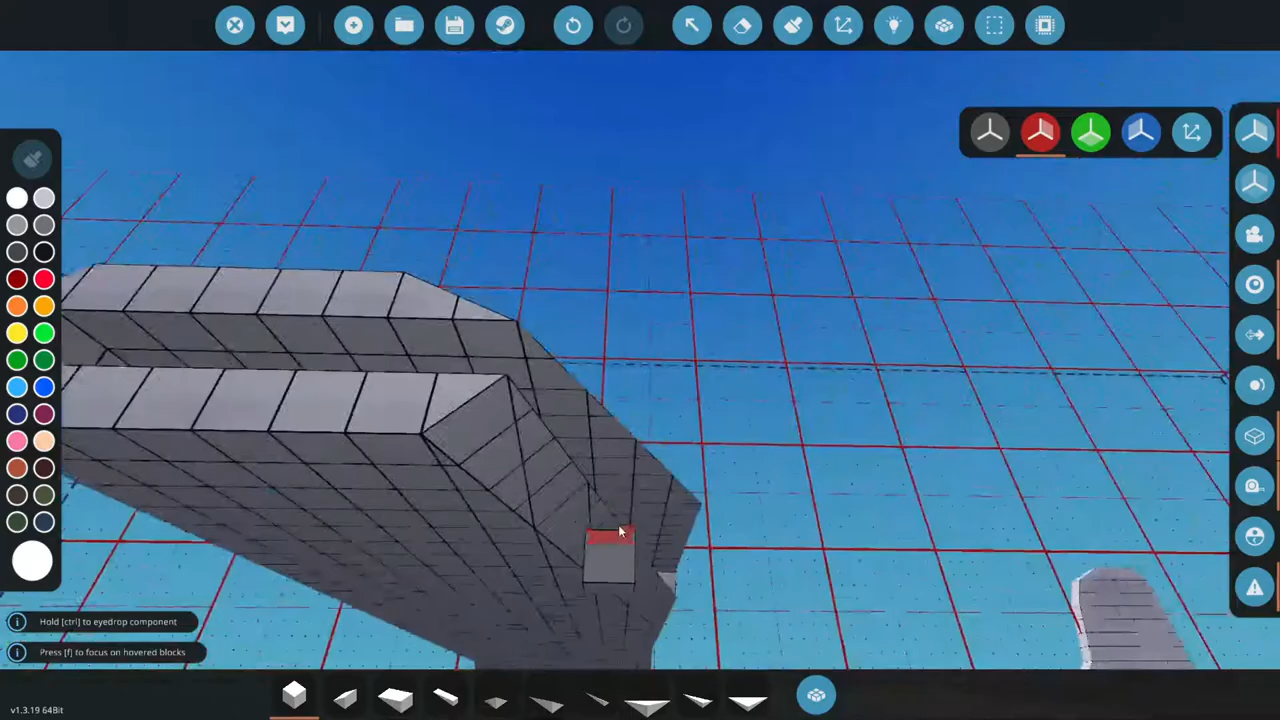 Hold [ctrl] to eyedrop component
Press [f] to focus on hovered blocks
v1.3.19 64Bit